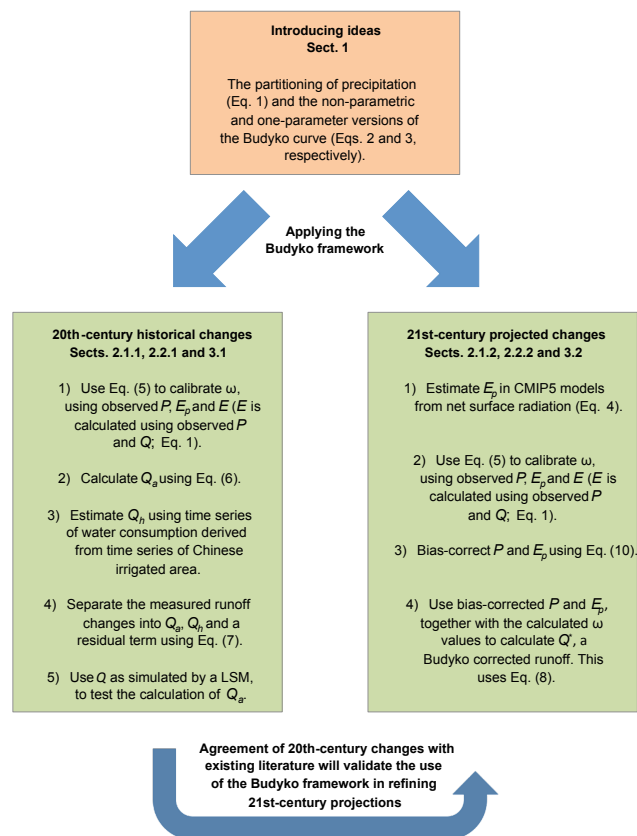 Introducing ideas
Sect. 1
The partitioning of precipitation
(Eq. 1) and the non-parametric
and one-parameter versions of
the Budyko curve (Eqs. 2 and 3,
respectively).
Applying the
Budyko framework
20th-century historical changes
Sects. 2.1.1, 2.2.1 and 3.1
1) Use Eq. (5) to calibrate ω,
using observed P, Eₚ and E (E is
calculated using observed P
and Q; Eq. 1).
2) Calculate Qₐ using Eq. (6).
3) Estimate Qₕ using time series
of water consumption derived
from time series of Chinese
irrigated area.
4) Separate the measured runoff
changes into Qₐ, Qₕ and a
residual term using Eq. (7).
5) Use Q as simulated by a LSM,
to test the calculation of Qₐ.
21st-century projected changes
Sects. 2.1.2, 2.2.2 and 3.2
1) Estimate Eₚ in CMIP5 models
from net surface radiation (Eq. 4).
2) Use Eq. (5) to calibrate ω,
using observed P, Eₚ and E (E is
calculated using observed P
and Q; Eq. 1).
3) Bias-correct P and Eₚ using Eq. (10).
4) Use bias-corrected P and Eₚ,
together with the calculated ω
values to calculate Q*, a
Budyko corrected runoff. This
uses Eq. (8).
Agreement of 20th-century changes with
existing literature will validate the use
of the Budyko framework in refining
21st-century projections